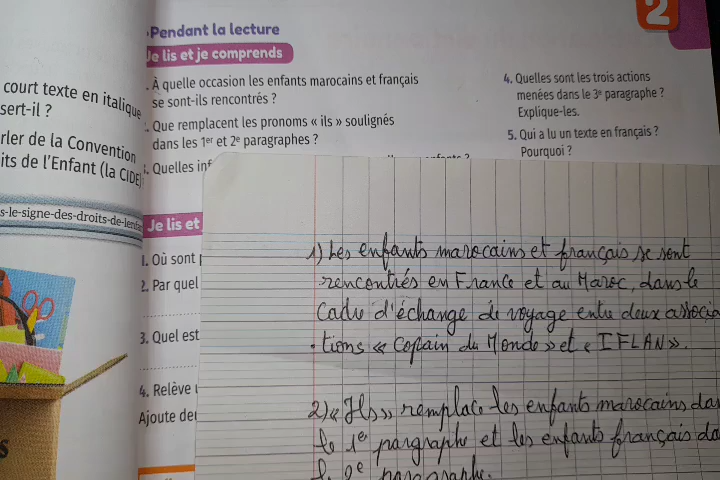 court texte en italique
sert-il ?
rler de la Convention
its de l'Enfant (la CIDE)
s-le-signe-des-droits-de-lenfa
2
Pendant la lecture
Je lis et je comprends
. À quelle occasion les enfants marocains et français
se sont-ils rencontrés ?
. Que remplacent les pronoms « ils » soulignés
dans les 1er et 2e paragraphes ?
. Quelles inf
4. Quelles sont les trois actions
menées dans le 3e paragraphe ?
Explique-les.
5. Qui a lu un texte en français ?
Pourquoi ?
Je lis et
1. Où sont
2. Par quel
3. Quel est
4. Relève
Ajoute de
1) Les enfants marocains et français se sont
rencontrés en France et au Maroc, dans le
Cadre d'échange de voyage entre deux associa
-tions « Copain du Monde » et « IFLAN ».
2) « Ils » remplace les enfants marocains da
le 1e pargraphe et les enfants français da
le 2e paragraphe.